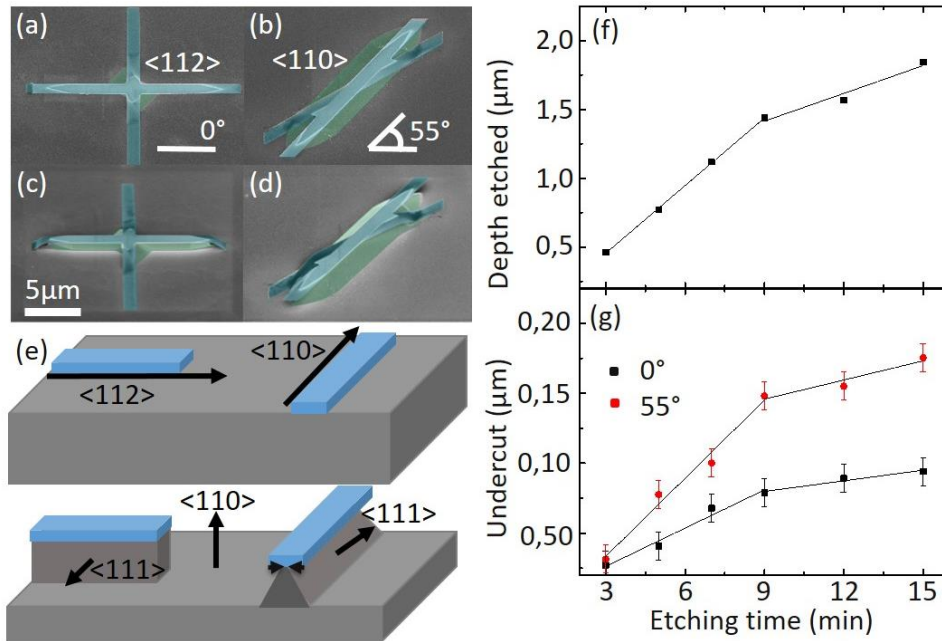 (a)
<112>
0°
(b)
<110>
55°
(c)
5μm
(d)
(e)
<110>
<112>
<110>
<111>
<111>
(f)
2,0
1,5
1,0
0,5
Depth etched (μm)
(g)
0°
55°
0,20
0,15
0,10
0,50
Undercut (μm)
3
6
9
12
15
Etching time (min)